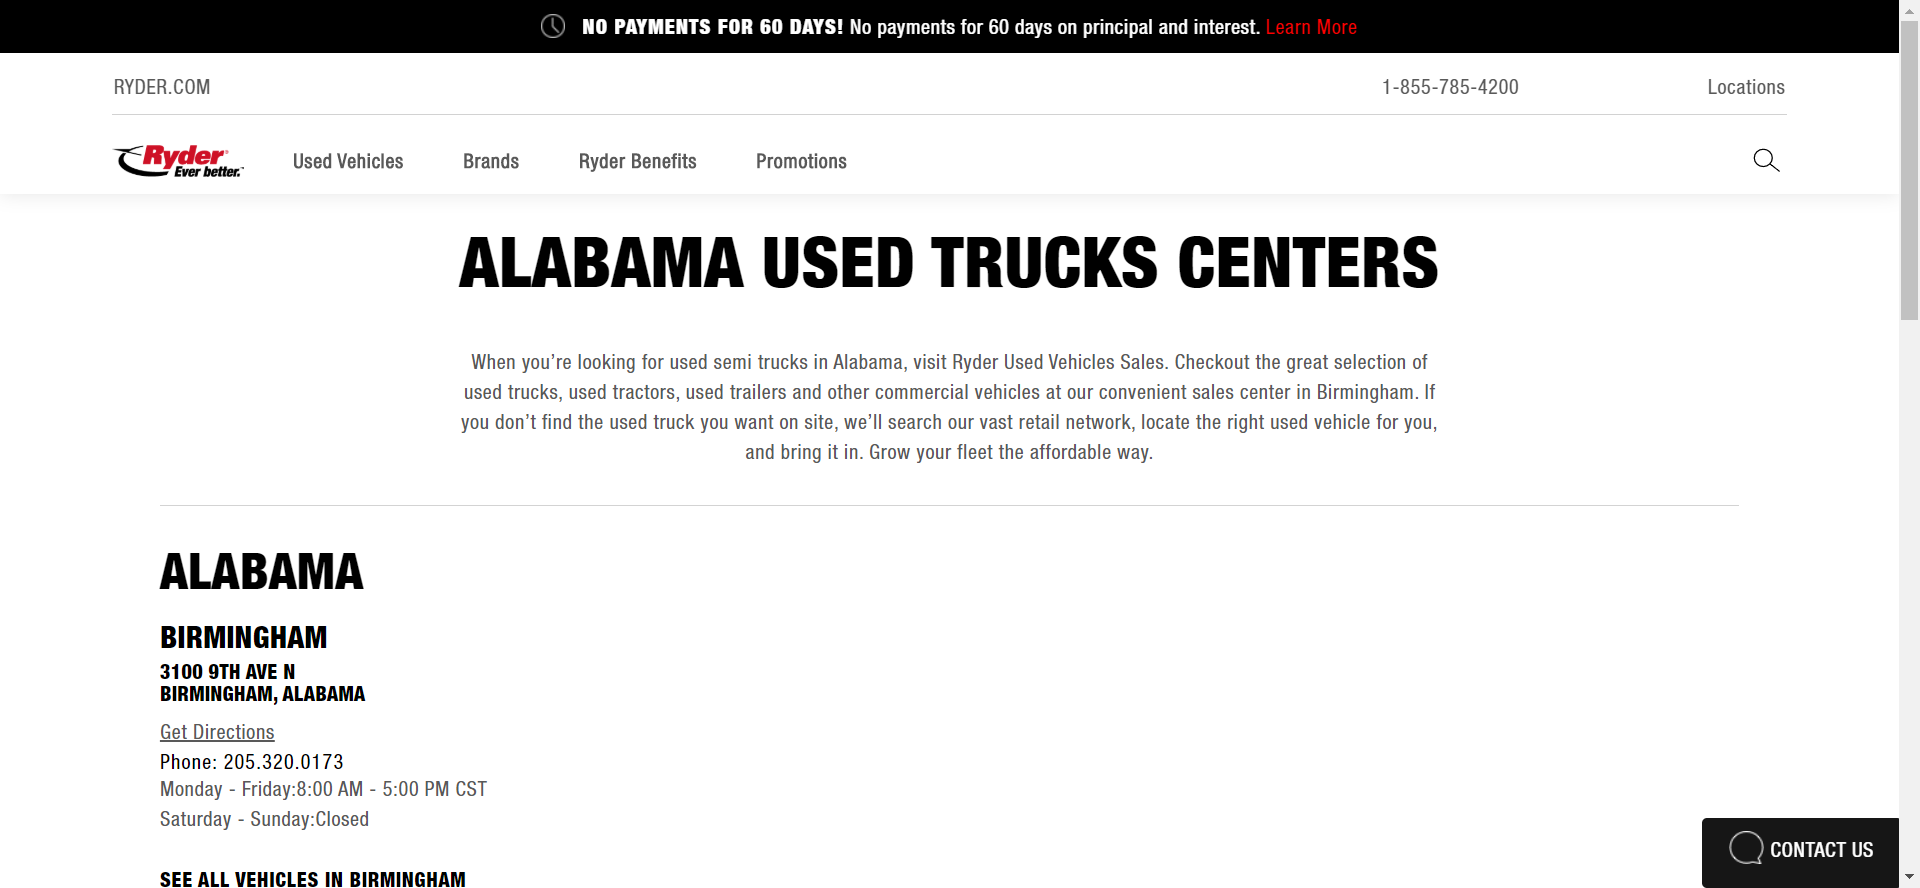 NO PAYMENTS FOR 60 DAYS! No payments for 60 days on principal and interest. Learn More
RYDER.COM 1-855-785-4200 Locations
Ryder Ever better. Used Vehicles Brands Ryder Benefits Promotions
ALABAMA USED TRUCKS CENTERS
When you’re looking for used semi trucks in Alabama, visit Ryder Used Vehicles Sales. Checkout the great selection of
used trucks, used tractors, used trailers and other commercial vehicles at our convenient sales center in Birmingham. If
you don’t find the used truck you want on site, we’ll search our vast retail network, locate the right used vehicle for you,
and bring it in. Grow your fleet the affordable way.
ALABAMA
BIRMINGHAM
3100 9TH AVE N
BIRMINGHAM, ALABAMA
Get Directions
Phone: 205.320.0173
Monday - Friday:8:00 AM - 5:00 PM CST
Saturday - Sunday:Closed
CONTACT US
SEE ALL VEHICLES IN BIRMINGHAM